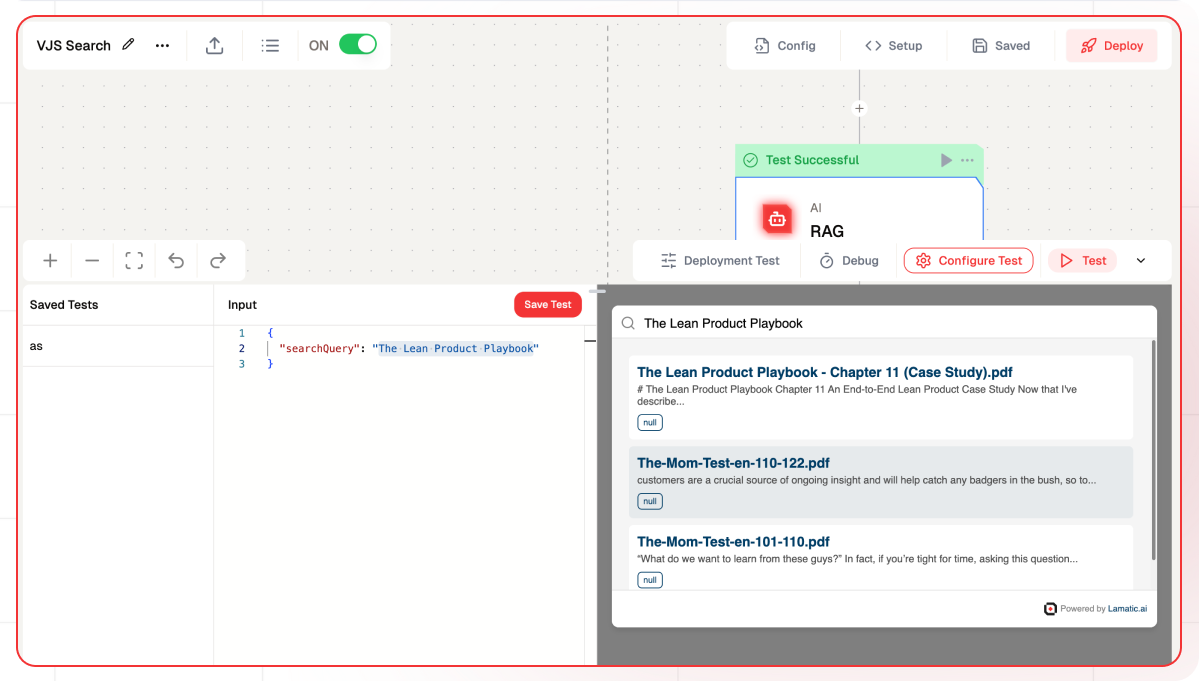 VJS Search
ON
Config
Setup
Saved
Deploy
Test Successful
AI
RAG
Deployment Test
Debug
Configure Test
Test
Saved Tests
Input
Save Test
as
1 {
2 "searchQuery": "The Lean Product Playbook"
3 }
The Lean Product Playbook
The Lean Product Playbook - Chapter 11 (Case Study).pdf
# The Lean Product Playbook Chapter 11 An End-to-End Lean Product Case Study Now that I've
describe...
null
The-Mom-Test-en-110-122.pdf
customers are a crucial source of ongoing insight and will help catch any badgers in the bush, so to...
null
The-Mom-Test-en-101-110.pdf
“What do we want to learn from these guys?” In fact, if you’re tight for time, asking this question...
null
Powered by Lamatic.ai